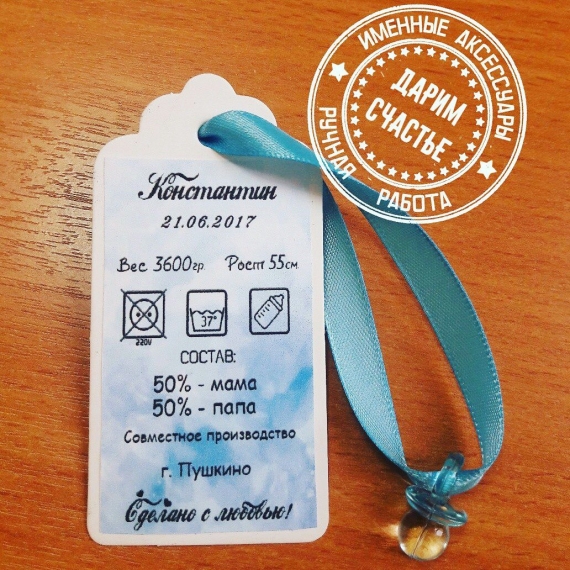 ИМЕННЫЕ АКСЕССУАРЫ
ДАРИМ
СЧАСТЬЕ
РУЧНАЯ РАБОТА
Константин
21.06.2017
Вес 3600гр. Рост 55см
220V
37°
СОСТАВ:
50% - мама
50% - папа
Совместное производство
г. Пушкино
Сделано с любовью!